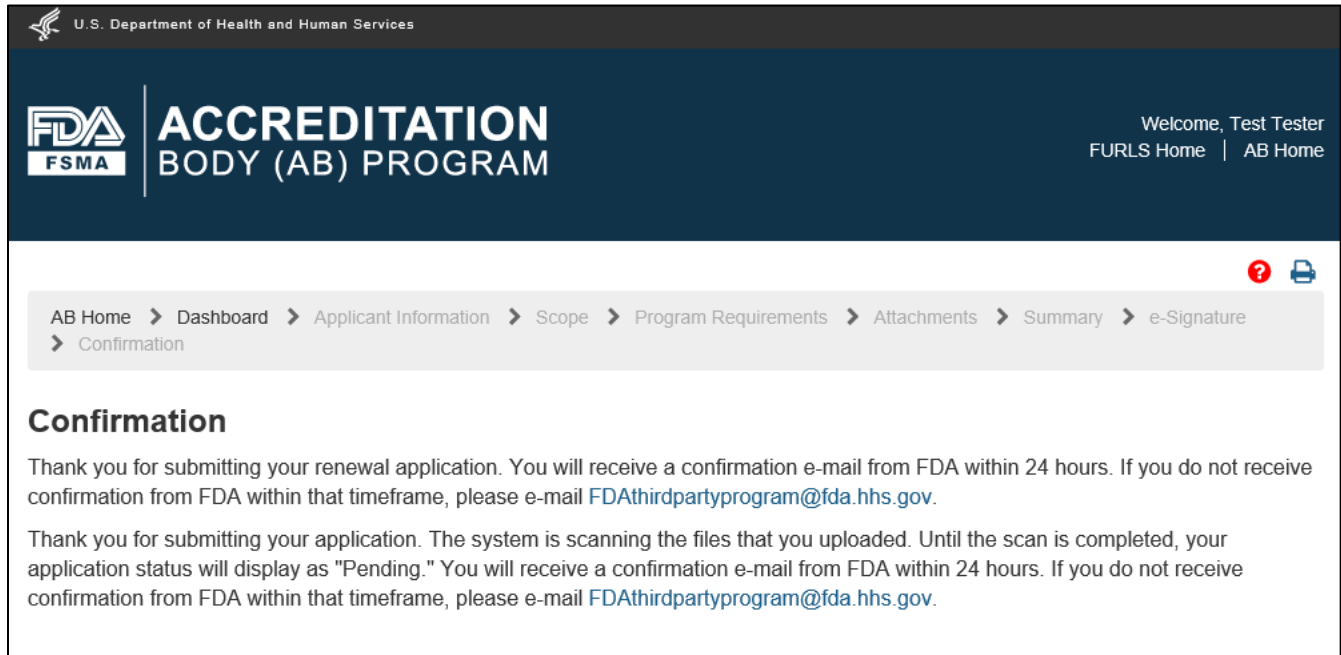 U.S. Department of Health and Human Services
FDA
FSMA
ACCREDITATION
BODY (AB) PROGRAM
Welcome, Test Tester
FURLS Home | AB Home
?
AB Home > Dashboard > Applicant Information > Scope > Program Requirements > Attachments > Summary > e-Signature
> Confirmation
Confirmation
Thank you for submitting your renewal application. You will receive a confirmation e-mail from FDA within 24 hours. If you do not receive
confirmation from FDA within that timeframe, please e-mail FDAthirdpartyprogram@fda.hhs.gov.
Thank you for submitting your application. The system is scanning the files that you uploaded. Until the scan is completed, your
application status will display as "Pending." You will receive a confirmation e-mail from FDA within 24 hours. If you do not receive
confirmation from FDA within that timeframe, please e-mail FDAthirdpartyprogram@fda.hhs.gov.